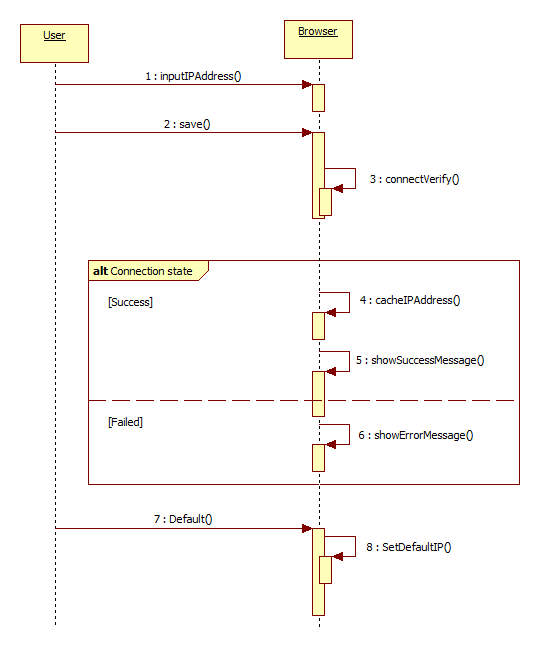 User
Browser
1 : inputIPAddress()
2 : save()
3 : connectVerify()
alt Connection state
[Success]
4 : cacheIPAddress()
5 : showSuccessMessage()
[Failed]
6 : showErrorMessage()
7 : Default()
8 : SetDefaultIP()